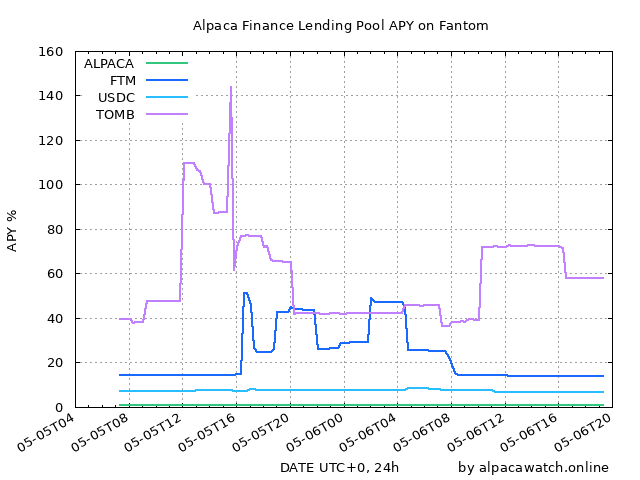 Alpaca Finance Lending Pool APY on Fantom
160
140
120
100
80
60
40
20
0
APY %
ALPACA
FTM
USDC
TOMB
05-05T04
05-05T08
05-05T12
05-05T16
05-05T20
05-06T00
05-06T04
05-06T08
05-06T12
05-06T16
05-06T20
DATE UTC+0, 24h
by alpacawatch.online